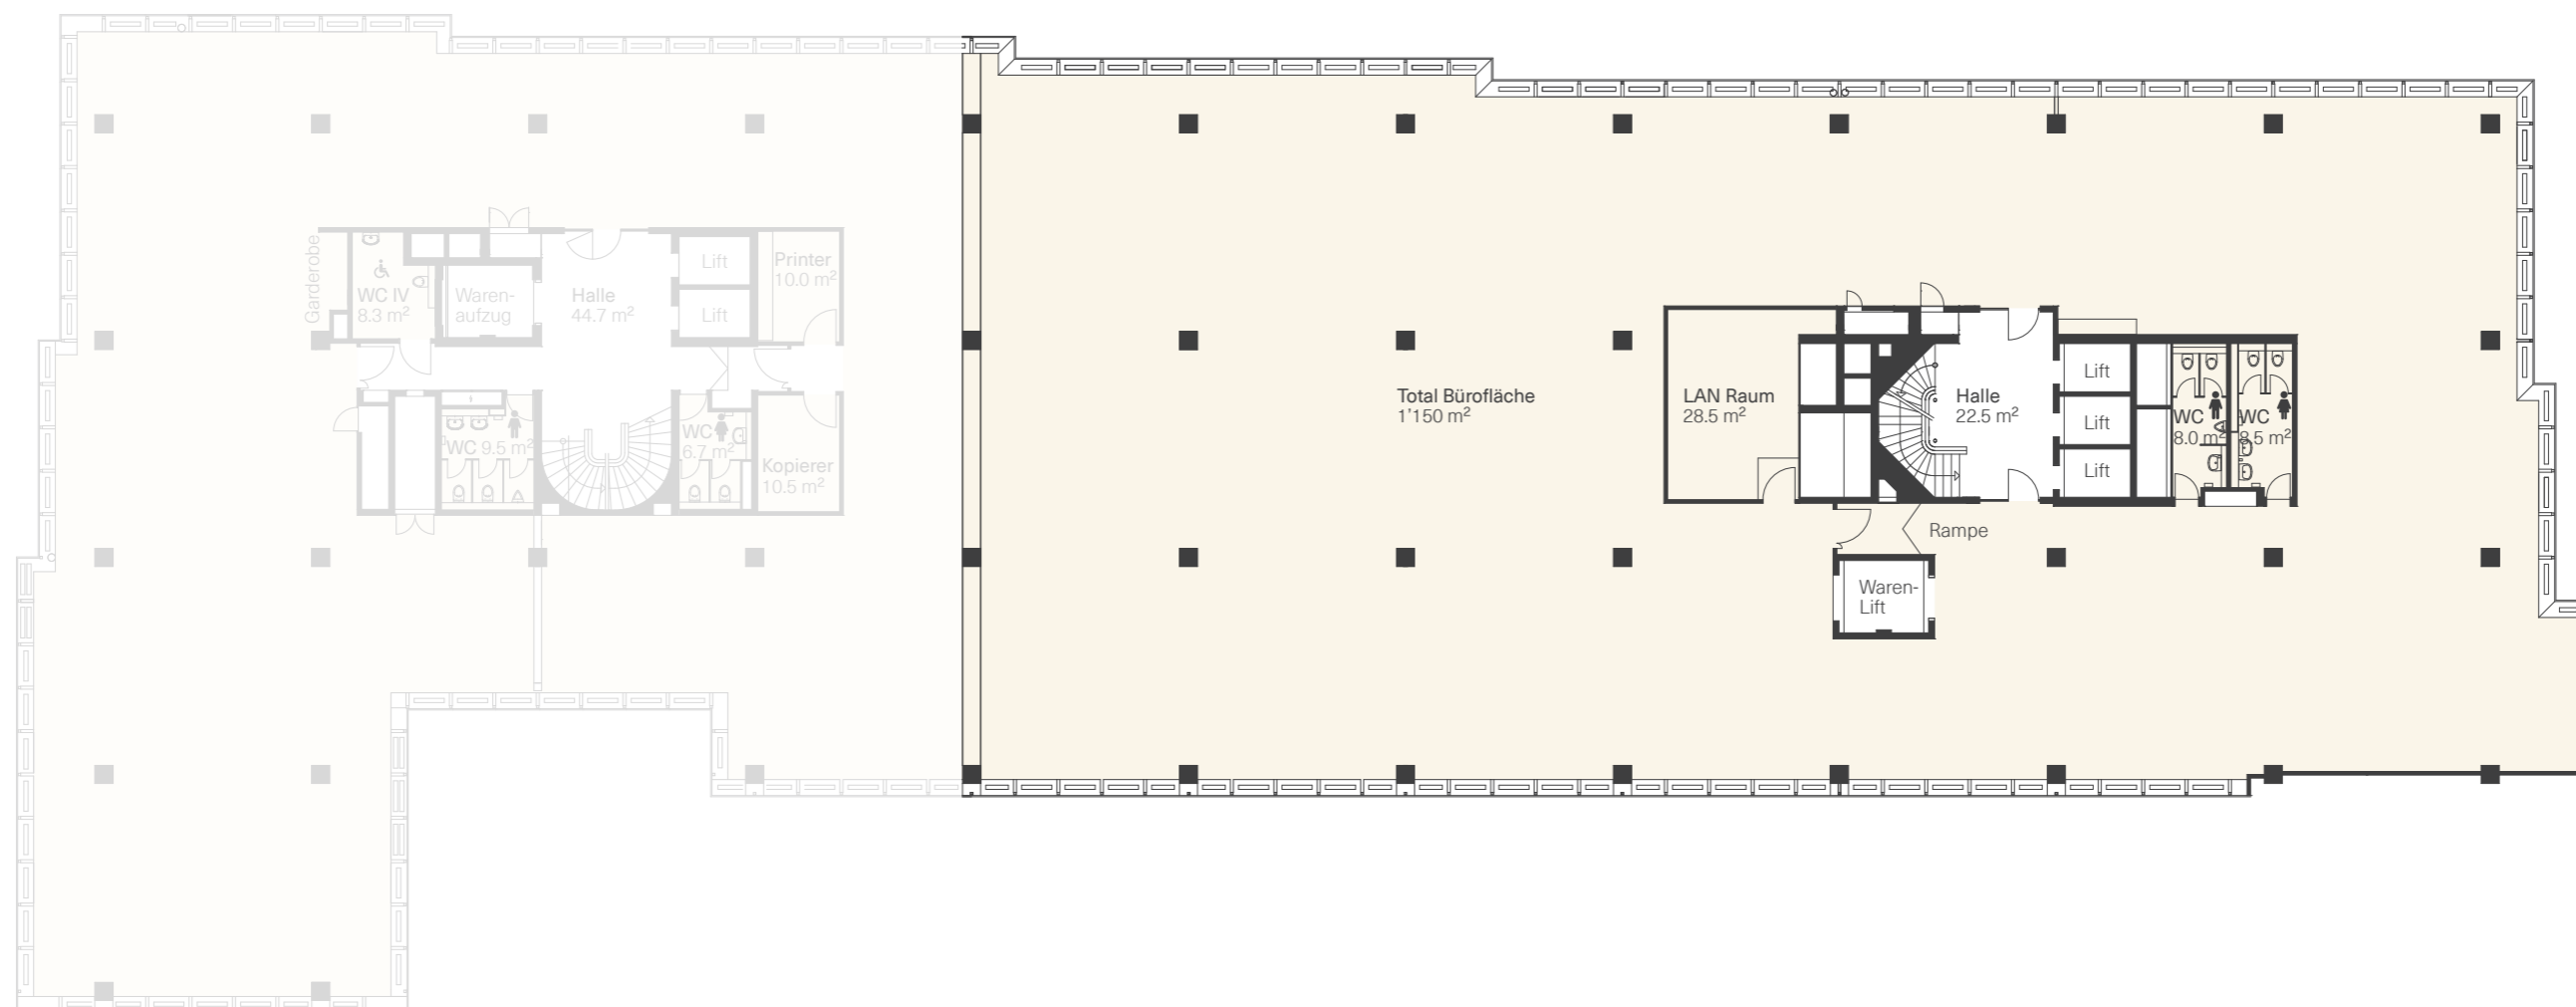 Garderobe
WC IV
8.3 m²
Waren-
aufzug
Halle
44.7 m²
Lift
Lift
Printer
10.0 m²
WC 9.5 m²
WC
6.7 m²
Kopierer
10.5 m²
Total Bürofläche
1’150 m²
LAN Raum
28.5 m²
Halle
22.5 m²
Lift
Lift
Lift
WC
8.0 m²
WC
8.5 m²
Rampe
Waren-
Lift